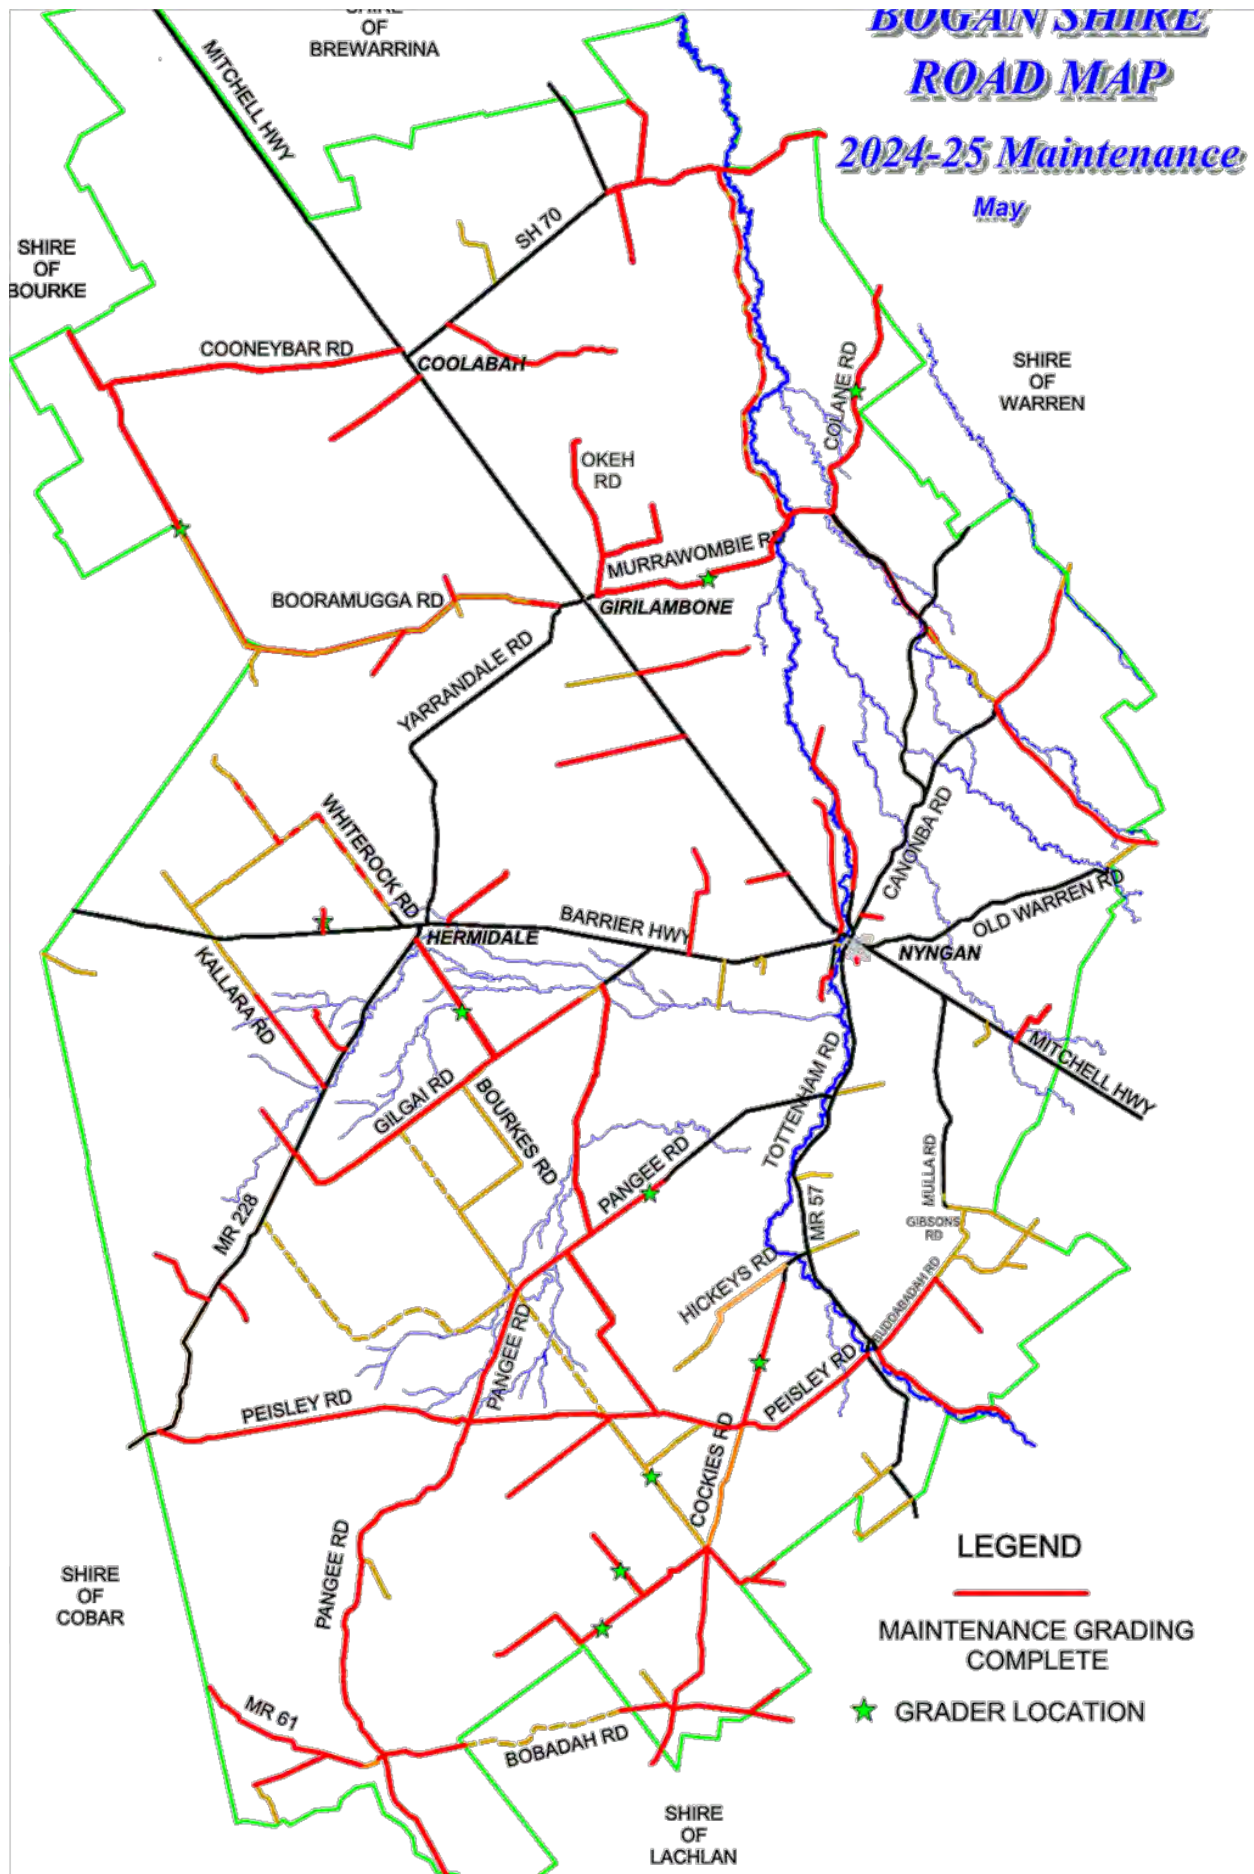 SHIRE
OF
BREWARRINA
BOGAN SHIRE
ROAD MAP
2024-25 Maintenance
May
MITCHELL HWY
SH 70
SHIRE
OF
BOURKE
COONEYBAR RD
COOLABAH
COLANE RD
SHIRE
OF
WARREN
OKEH
RD
MURRAWOMBIE RD
BOORAMUGGA RD
GIRILAMBONE
YARRANDALE RD
WHITEROCK RD
CANONBA RD
OLD WARREN RD
BARRIER HWY
HERMIDALE
NYNGAN
KALLARA RD
MITCHELL HWY
TOTTENHAM RD
GILGAI RD
BOURKES RD
PANGEE RD
MULLA RD
MR 228
MR 57
GIBSONS
RD
HICKEYS RD
BUDDABADAH RD
PANGEE RD
PEISLEY RD
PEISLEY RD
COCKIES RD
PANGEE RD
SHIRE
OF
COBAR
LEGEND
MAINTENANCE GRADING
COMPLETE
GRADER LOCATION
MR 61
BOBADAH RD
SHIRE
OF
LACHLAN